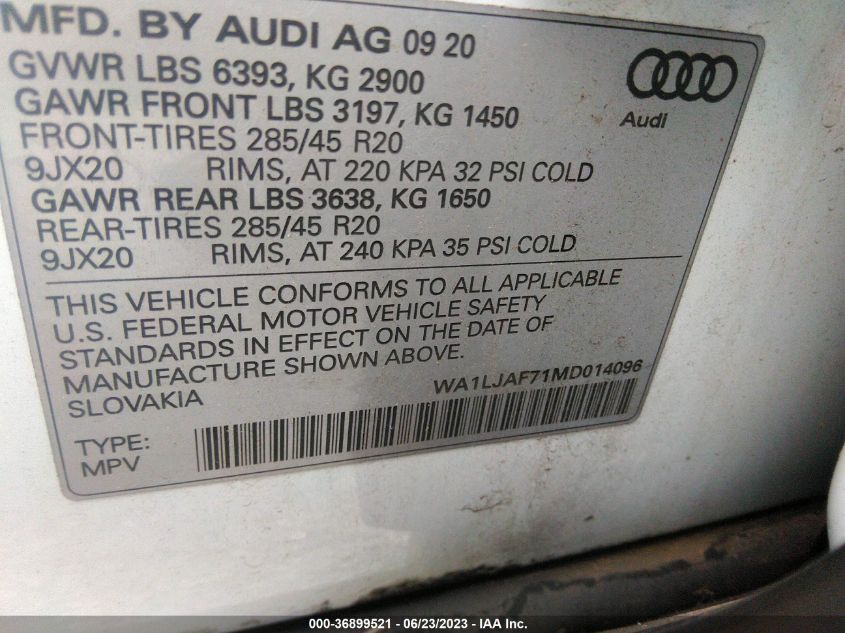 MFD. BY AUDI AG 09 20
GVWR LBS 6393, KG 2900
GAWR FRONT LBS 3197, KG 1450
FRONT-TIRES 285/45 R20
9JX20 RIMS, AT 220 KPA 32 PSI COLD
GAWR REAR LBS 3638, KG 1650
REAR-TIRES 285/45 R20
9JX20 RIMS, AT 240 KPA 35 PSI COLD
Audi
THIS VEHICLE CONFORMS TO ALL APPLICABLE
U.S. FEDERAL MOTOR VEHICLE SAFETY
STANDARDS IN EFFECT ON THE DATE OF
MANUFACTURE SHOWN ABOVE.
SLOVAKIA
WA1LJAF71MD014096
TYPE:
MPV
000-36899521 - 06/23/2023 - IAA Inc.